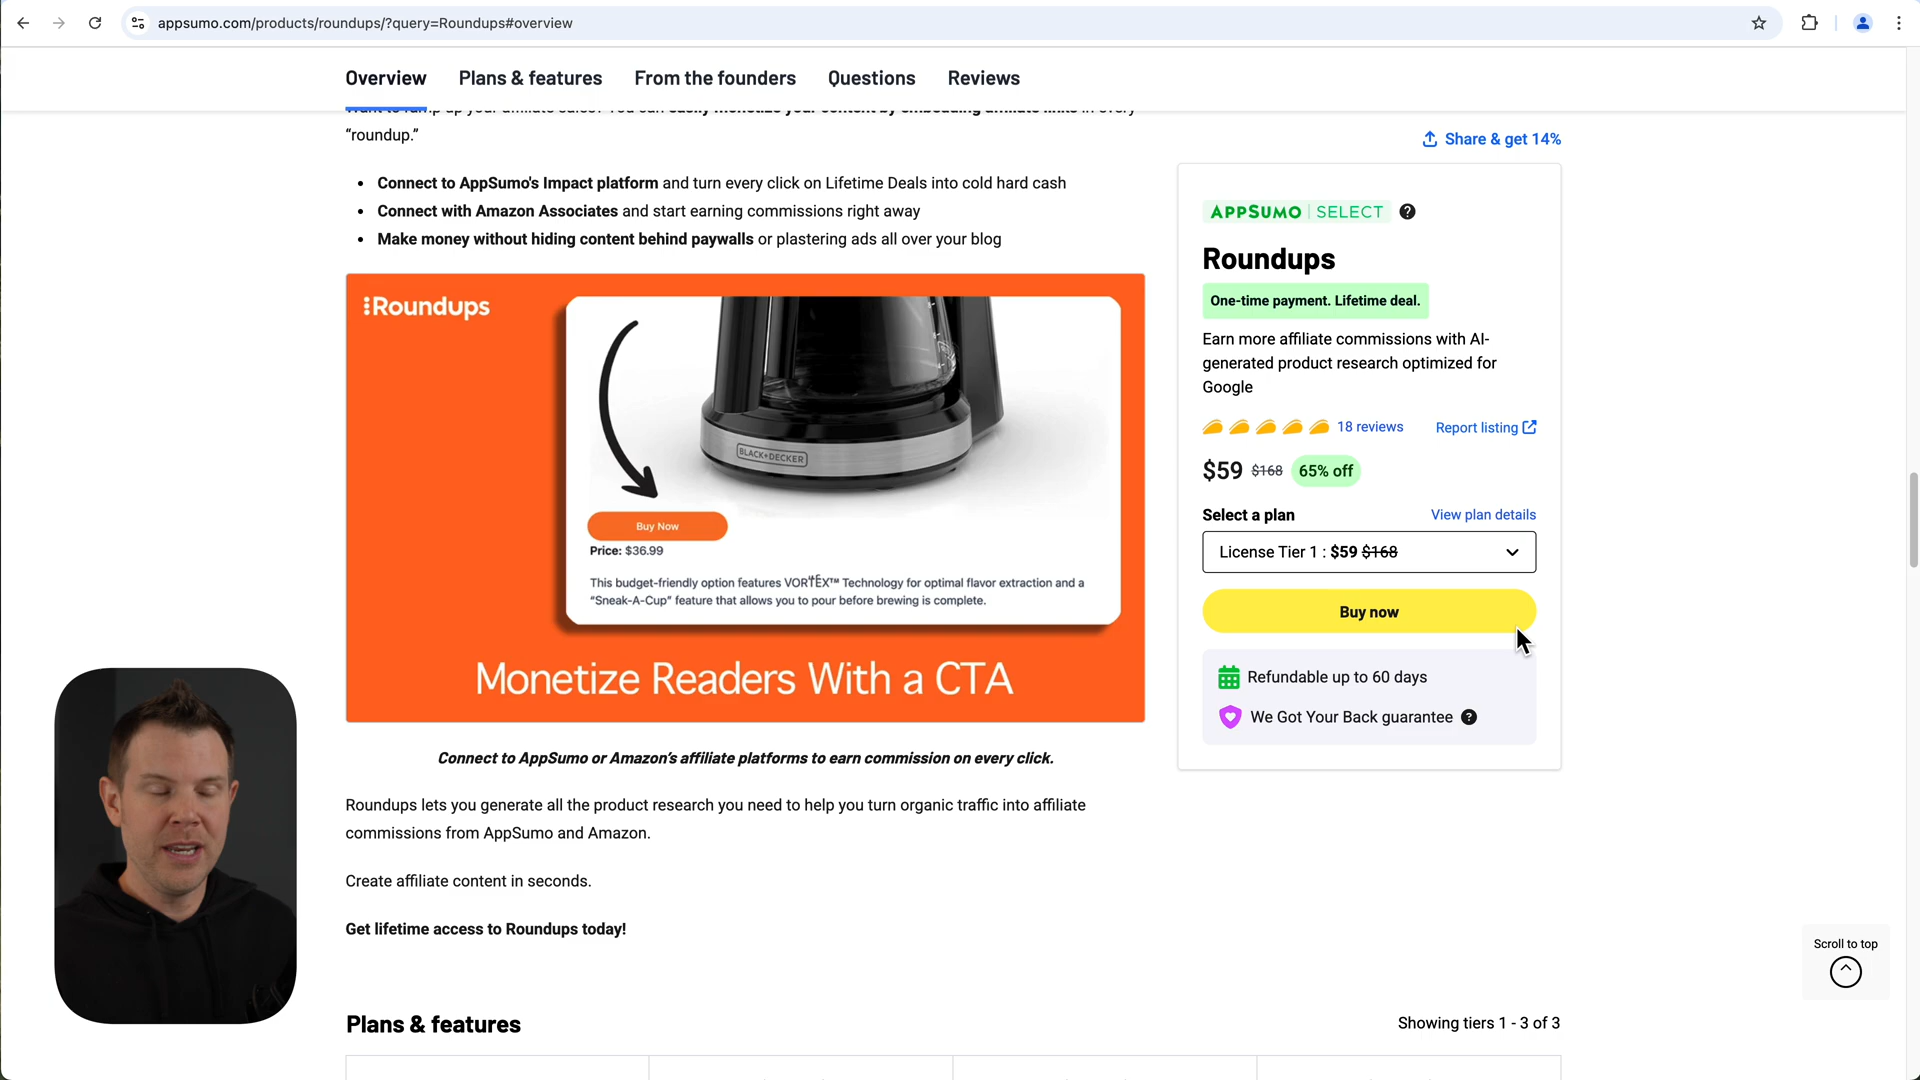 appsumo.com/products/roundups/?query=Roundups#overview
Overview
Plans & features
From the founders
Questions
Reviews
“roundup.”
Connect to AppSumo's Impact platform and turn every click on Lifetime Deals into cold hard cash
Connect with Amazon Associates and start earning commissions right away
Make money without hiding content behind paywalls or plastering ads all over your blog
Roundups
BLACK+DECKER
Buy Now
Price: $36.99
This budget-friendly option features VORTEX™ Technology for optimal flavor extraction and a
“Sneak-A-Cup” feature that allows you to pour before brewing is complete.
Monetize Readers With a CTA
Connect to AppSumo or Amazon’s affiliate platforms to earn commission on every click.
Roundups lets you generate all the product research you need to help you turn organic traffic into affiliate
commissions from AppSumo and Amazon.
Create affiliate content in seconds.
Get lifetime access to Roundups today!
Plans & features
Showing tiers 1 - 3 of 3
Share & get 14%
APPSUMO | SELECT ?
Roundups
One-time payment. Lifetime deal.
Earn more affiliate commissions with AI-
generated product research optimized for
Google
18 reviews
Report listing
$59 $168 65% off
Select a plan
View plan details
License Tier 1 : $59 $168
Buy now
Refundable up to 60 days
We Got Your Back guarantee ?
Scroll to top